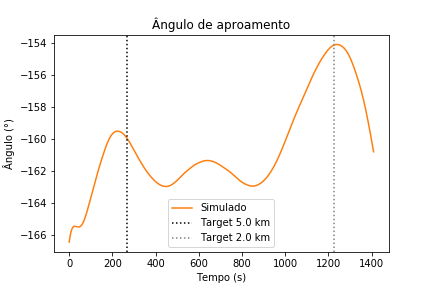 Ângulo de aproamento
−154
−156
−158
−160
−162
−164
−166
Ângulo (°)
0
200
400
600
800
1000
1200
1400
Tempo (s)
Simulado
Target 5.0 km
Target 2.0 km